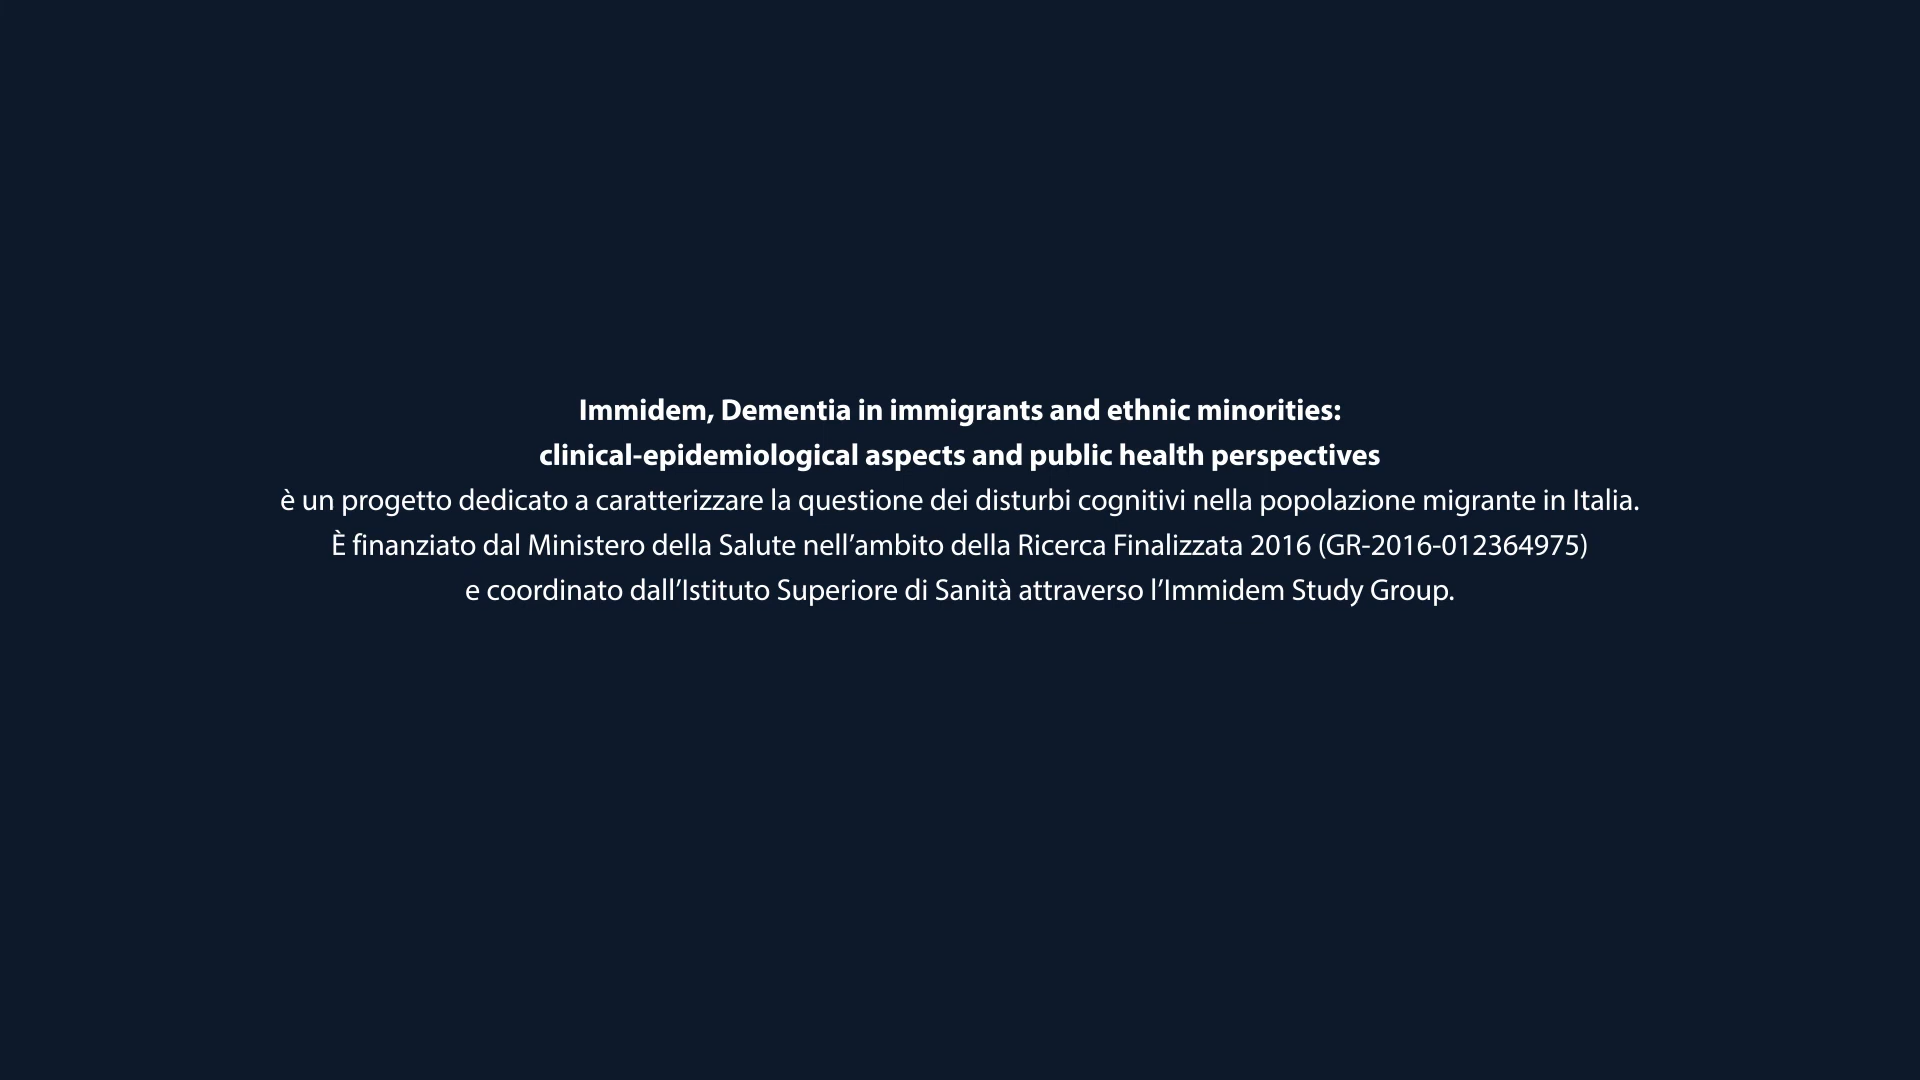 Immidem, Dementia in immigrants and ethnic minorities:
clinical-epidemiological aspects and public health perspectives
è un progetto dedicato a caratterizzare la questione dei disturbi cognitivi nella popolazione migrante in Italia.
È finanziato dal Ministero della Salute nell’ambito della Ricerca Finalizzata 2016 (GR-2016-012364975)
e coordinato dall’Istituto Superiore di Sanità attraverso l’Immidem Study Group.